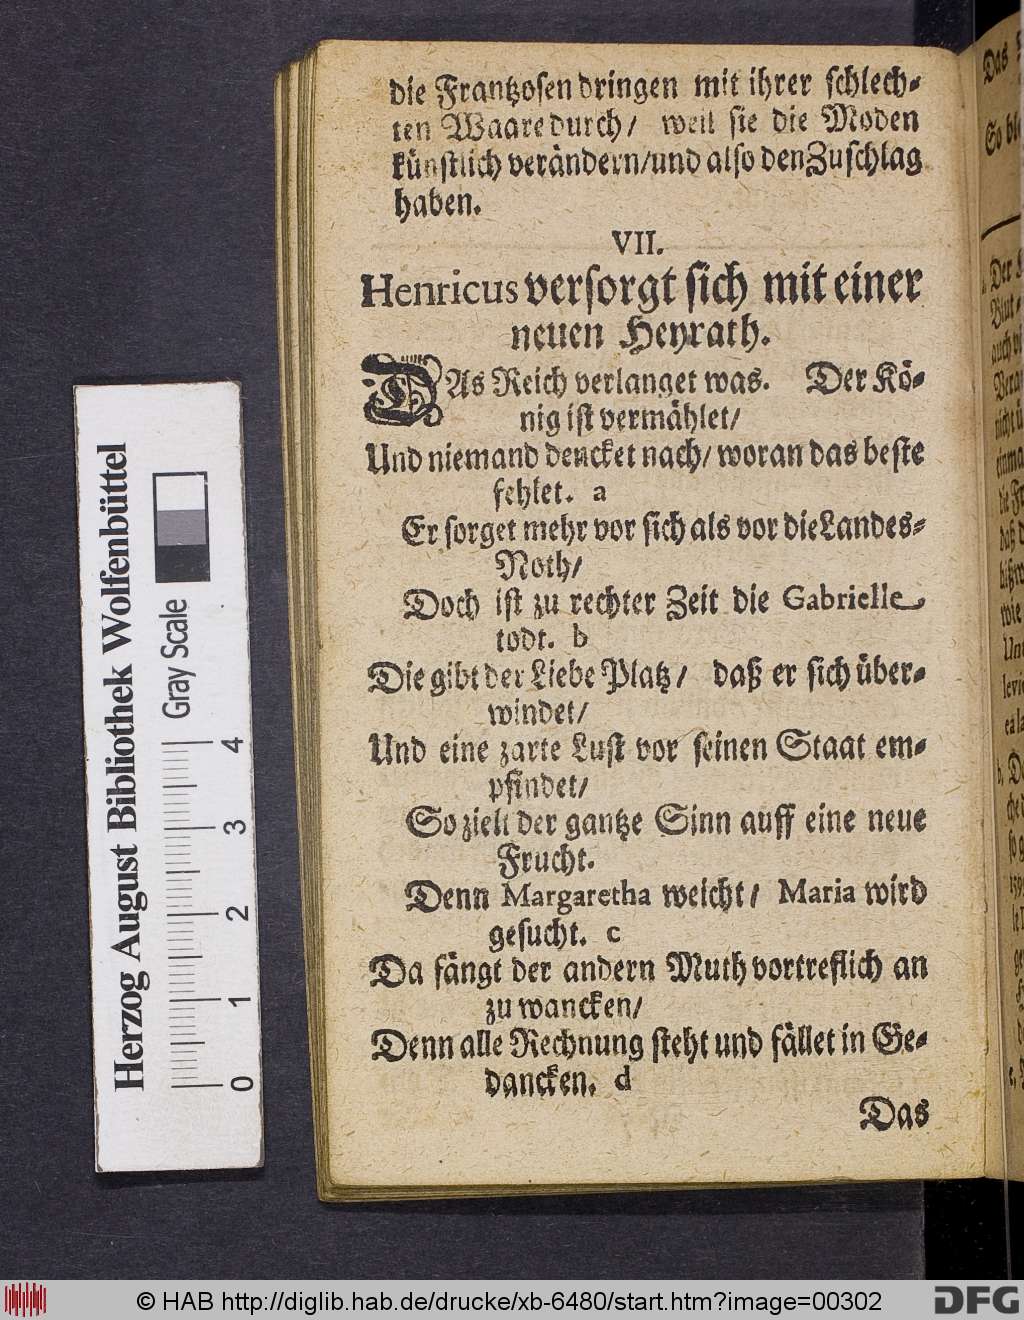 die Frantzosen dringen mit ihrer schlech-
ten Waare durch/ weil sie die Moden
künstlich verändern/und also den Zuschlag
haben.
VII.
Henricus versorgt sich mit einer
neuen Heyrath.
DAs Reich verlanget was. Der Kö-
nig ist vermählet/
Und niemand dencket nach/ woran das beste
fehlet. a
Er sorget mehr vor sich als vor die Landes-
Noth/
Doch ist zu rechter Zeit die Gabrielle
todt. b
Die gibt der Liebe Platz/ daß er sich über-
windet/
Und eine zarte Lust vor seinen Staat em-
pfindet/
So zielt der gantze Sinn auff eine neue
Frucht.
Denn Margaretha weicht/ Maria wird
gesucht. c
Da fängt der andern Muth vortreflich an
zu wancken/
Denn alle Rechnung steht und fället in Ge-
dancken. d
Das
Herzog August Bibliothek Wolfenbüttel
Gray Scale
0 1 2 3 4
© HAB http://diglib.hab.de/drucke/xb-6480/start.htm?image=00302
DFG